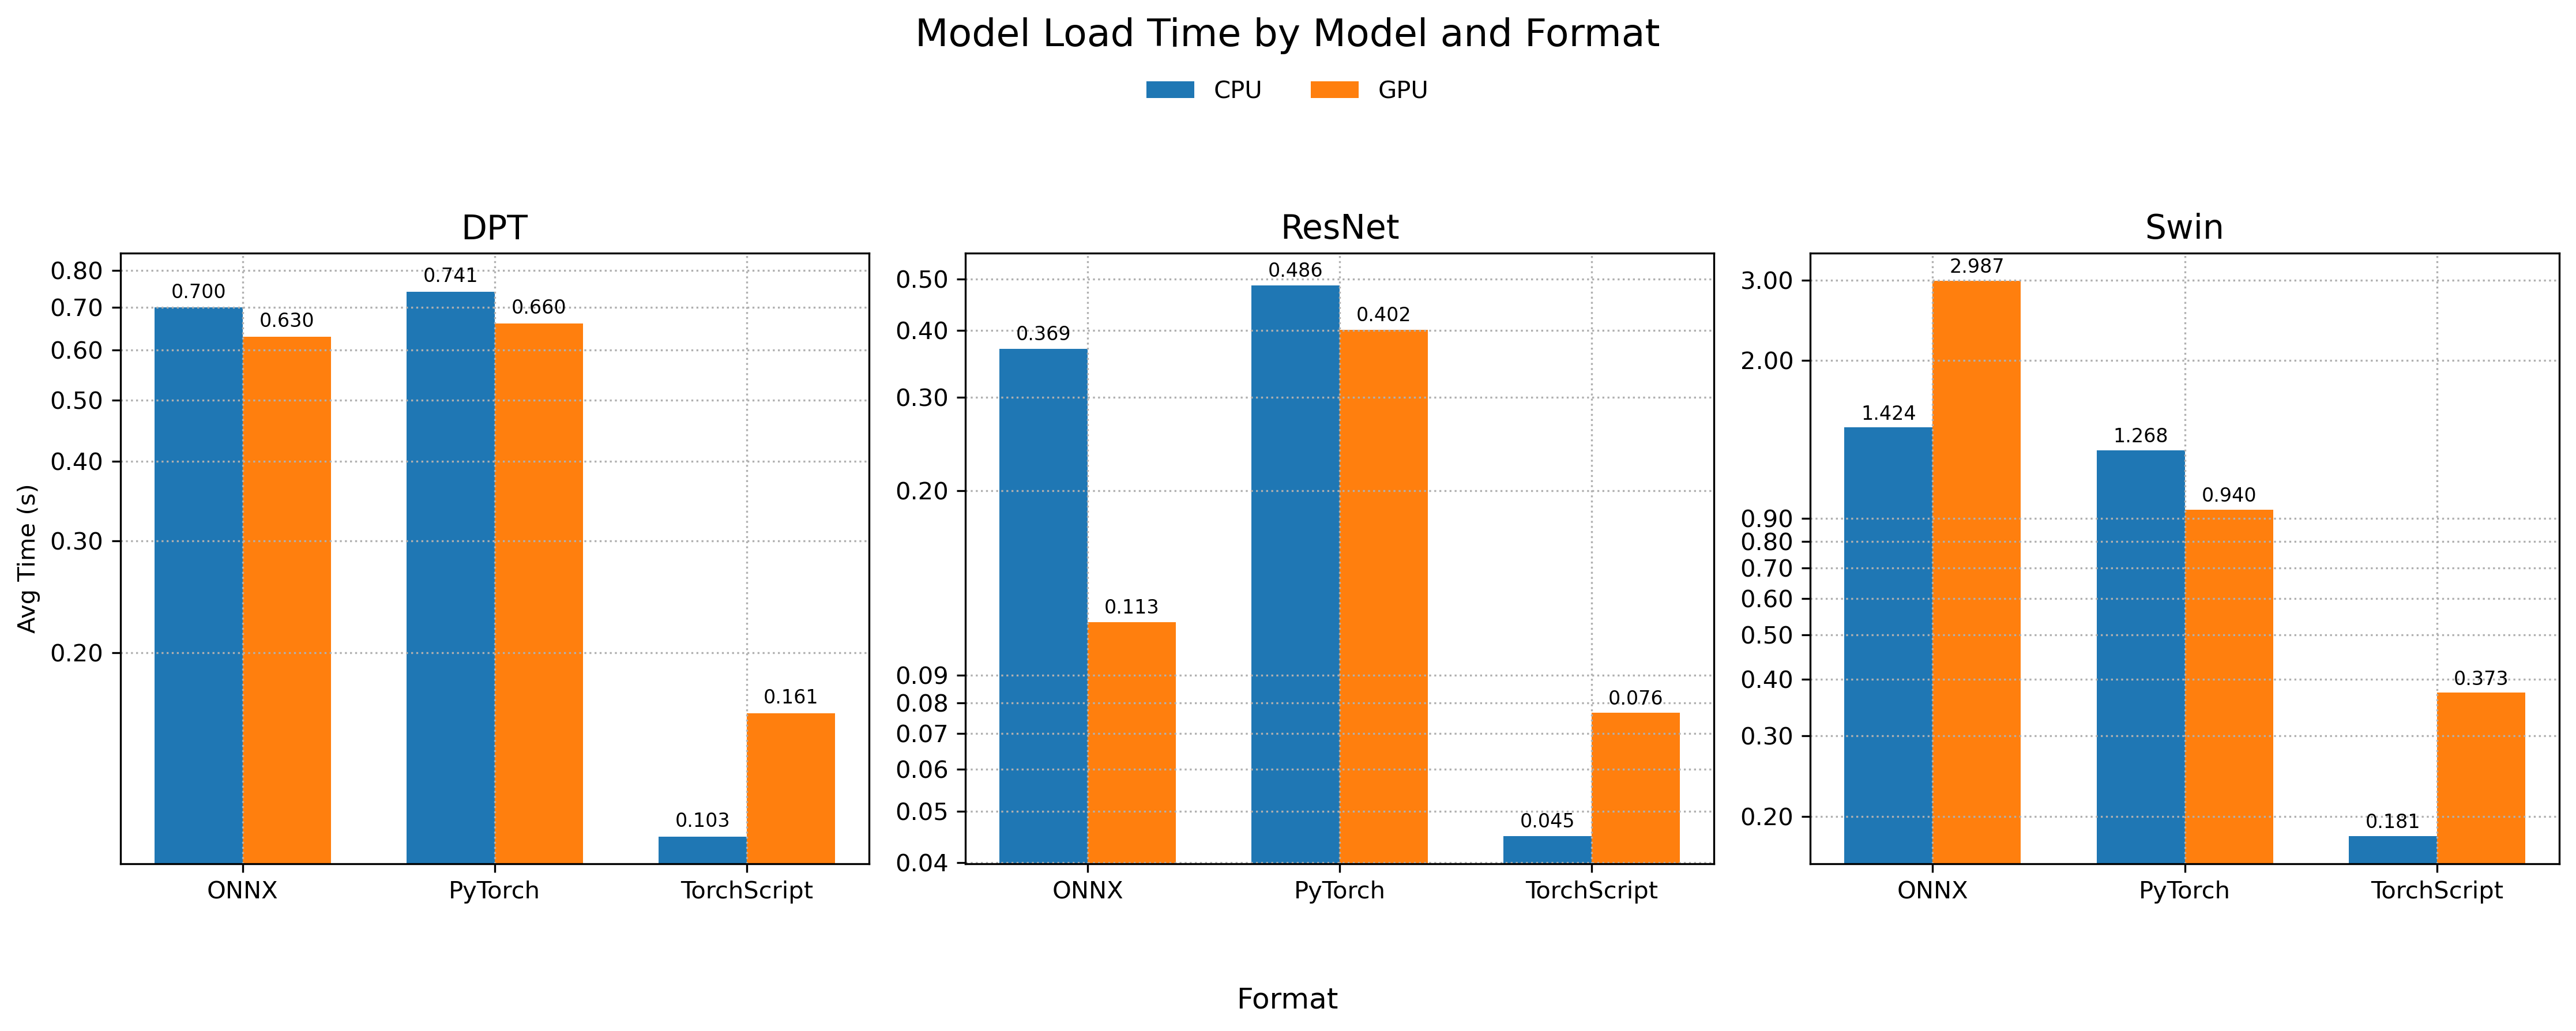 Model Load Time by Model and Format
CPU GPU
DPT
0.80
0.70
0.60
0.50
0.40
0.30
0.20
Avg Time (s)
0.700 0.630 0.741 0.660 0.103 0.161
ONNX PyTorch TorchScript
ResNet
0.50
0.40
0.30
0.20
0.09
0.08
0.07
0.06
0.05
0.04
0.369 0.113 0.486 0.402 0.045 0.076
ONNX PyTorch TorchScript
Swin
3.00
2.00
0.90
0.80
0.70
0.60
0.50
0.40
0.30
0.20
1.424 2.987 1.268 0.940 0.181 0.373
ONNX PyTorch TorchScript
Format